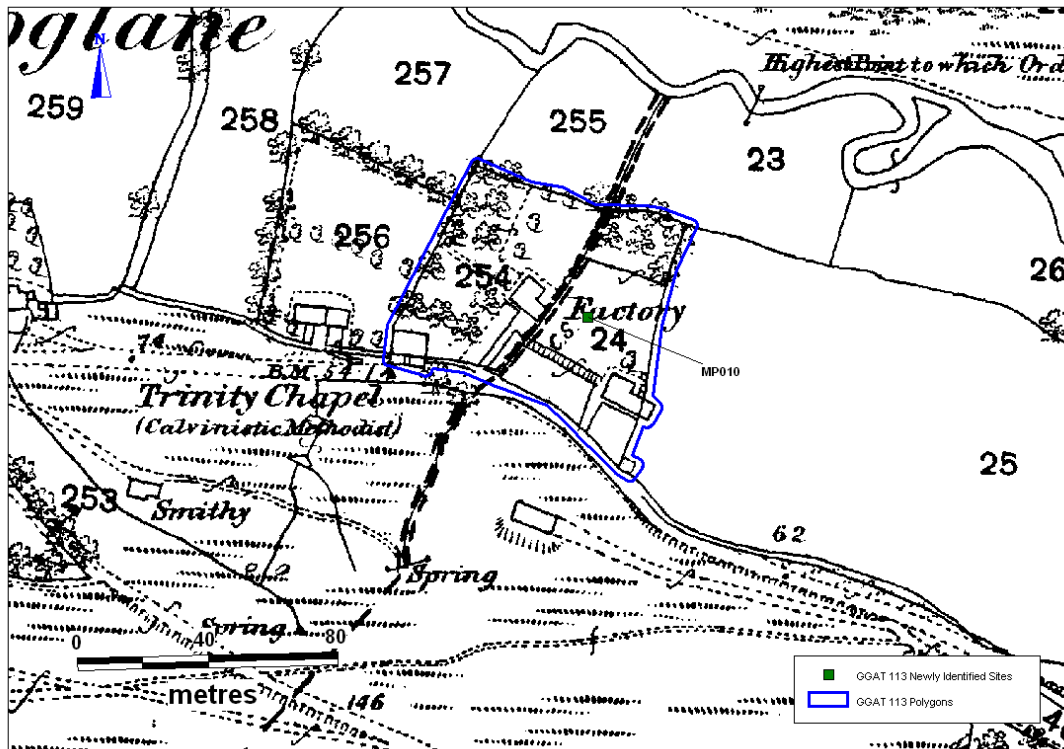 oglane
N
Highest Point to which Ord
257
259
258
255
23
256
254
26
Factory
24
MP010
74
B.M. 54.1
Trinity Chapel
(Calvinistic Methodist)
25
253
Smithy
62
Spring
0
40
80
Spring
metres
146
GGAT 113 Newly Identified Sites
GGAT 113 Polygons